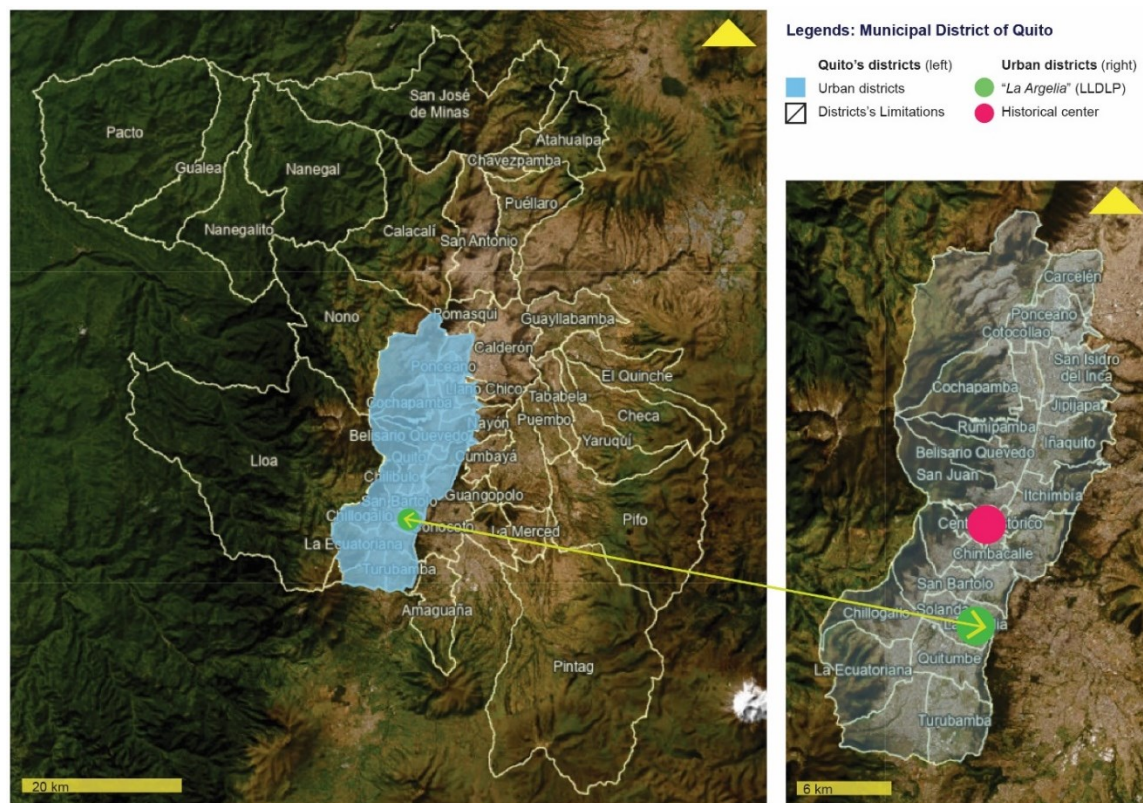 Legends: Municipal District of Quito
Quito's districts (left)
Urban districts
Districts's Limitations
Urban districts (right)
"La Argelia" (LLDLP)
Historical center
San José
de Minas
Pacto
Atahualpa
Chavezpamba
Gualea
Nanegal
Puéllaro
Nanegalito
Calacalí
San Antonio
Nono
Pomasqui
Guayllabamba
Calderón
Ponceano
El Quinche
Llano Chico
Tababela
Cochapamba
Checa
Nayón
Puembo
Belisario Quevedo
Yaruquí
Lloa
Quito
Cumbayá
Chilibulo
Guangopolo
San Bartolo
Chillogallo
Pifo
La Merced
La Ecuatoriana
Turubamba
Amaguaña
Pintag
20 km
Carcelén
Ponceano
Cotocollao
San Isidro
del Inca
Cochapamba
Jipijapa
Rumipamba
Iñaquito
Belisario Quevedo
San Juan
Itchimbía
Chimbacalle
San Bartolo
Chillogallo
Solanda
Quitumbe
La Ecuatoriana
Turubamba
6 km